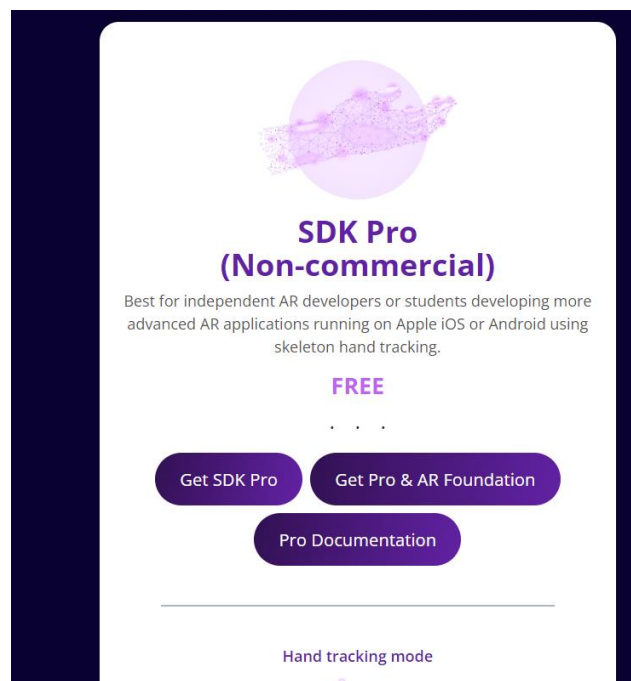 SDK Pro
(Non-commercial)
Best for independent AR developers or students developing more
advanced AR applications running on Apple iOS or Android using
skeleton hand tracking.
FREE
. . .
Get SDK Pro
Get Pro & AR Foundation
Pro Documentation
Hand tracking mode